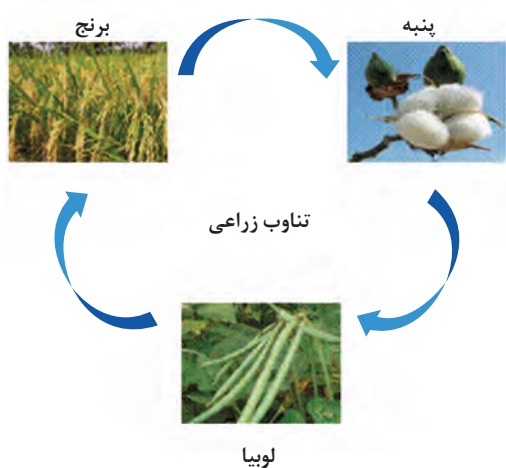 پنبه
برنج
تناوب زراعی
لوبیا